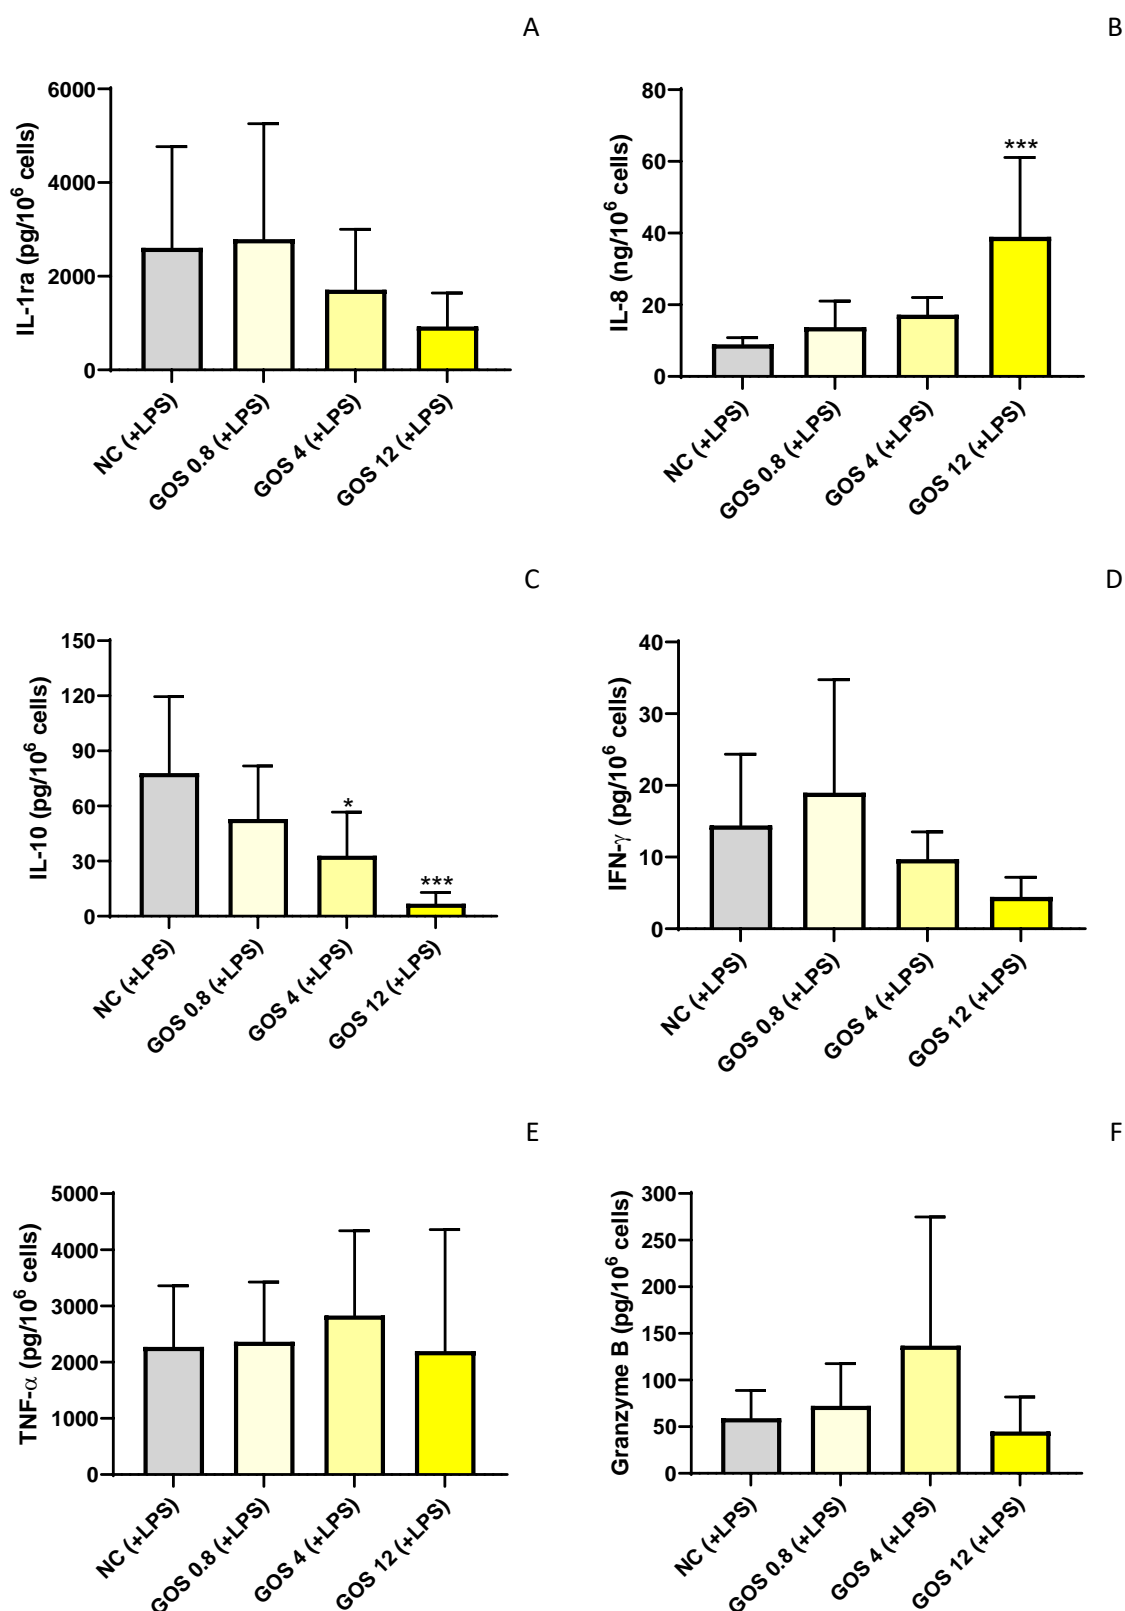 A
IL-1ra (pg/10⁶ cells)
6000
4000
2000
0
NC (+LPS)
GOS 0.8 (+LPS)
GOS 4 (+LPS)
GOS 12 (+LPS)
B
IL-8 (ng/10⁶ cells)
80
60
40
20
0
***
NC (+LPS)
GOS 0.8 (+LPS)
GOS 4 (+LPS)
GOS 12 (+LPS)
C
IL-10 (pg/10⁶ cells)
150
120
90
60
30
0
*
***
NC (+LPS)
GOS 0.8 (+LPS)
GOS 4 (+LPS)
GOS 12 (+LPS)
D
IFN-γ (pg/10⁶ cells)
40
30
20
10
0
NC (+LPS)
GOS 0.8 (+LPS)
GOS 4 (+LPS)
GOS 12 (+LPS)
E
TNF-α (pg/10⁶ cells)
5000
4000
3000
2000
1000
0
NC (+LPS)
GOS 0.8 (+LPS)
GOS 4 (+LPS)
GOS 12 (+LPS)
F
Granzyme B (pg/10⁶ cells)
300
250
200
150
100
50
0
NC (+LPS)
GOS 0.8 (+LPS)
GOS 4 (+LPS)
GOS 12 (+LPS)